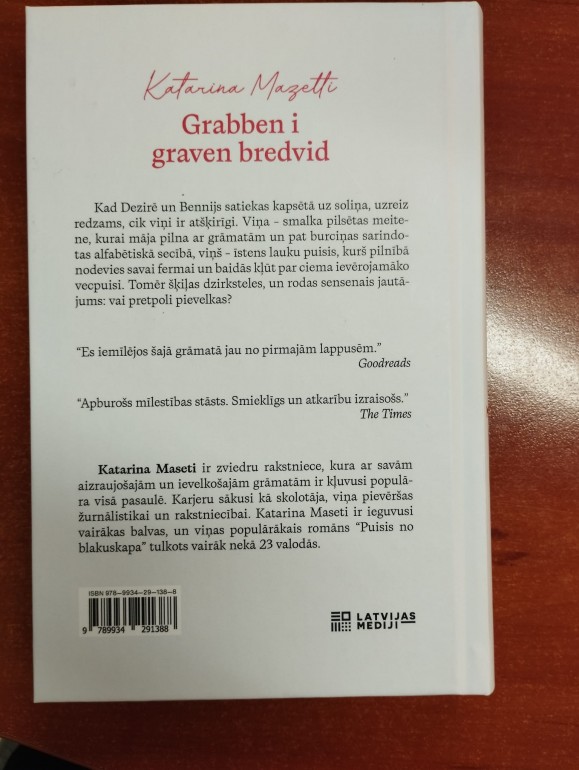 Katarina Mazetti
Grabben i
graven bredvid
Kad Dezirē un Bennijs satiekas kapsētā uz soliņa, uzreiz
redzams, cik viņi ir atšķirīgi. Viņa – smalka pilsētas meite-
ne, kurai māja pilna ar grāmatām un pat burciņas sarindo-
tas alfabētiskā secībā, viņš – īstens lauku puisis, kurš pilnībā
nodevies savai fermai un baidās kļūt par ciema ievērojamāko
vecpuisi. Tomēr šķiļas dzirksteles, un rodas sensenais jautā-
jums: vai pretpoli pievelkas?
“Es iemīlējos šajā grāmatā jau no pirmajām lappusēm.”
Goodreads
“Apburošs mīlestības stāsts. Smieklīgs un atkarību izraisošs.”
The Times
Katarina Maseti ir zviedru rakstniece, kura ar savām
aizraujošajām un ievelkošajām grāmatām ir kļuvusi populā-
ra visā pasaulē. Karjeru sākusi kā skolotāja, viņa pievēršas
žurnālistikai un rakstniecībai. Katarina Maseti ir ieguvusi
vairākas balvas, un viņas populārākais romāns “Puisis no
blakuskapa” tulkots vairāk nekā 23 valodās.
ISBN 978-9934-29-138-8
9 789934 291388
LATVIJAS
MEDIJI